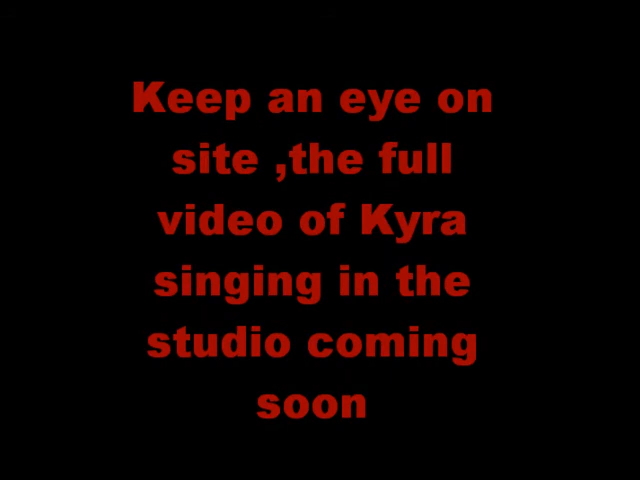 Keep an eye on
site ,the full
video of Kyra
singing in the
studio coming
soon